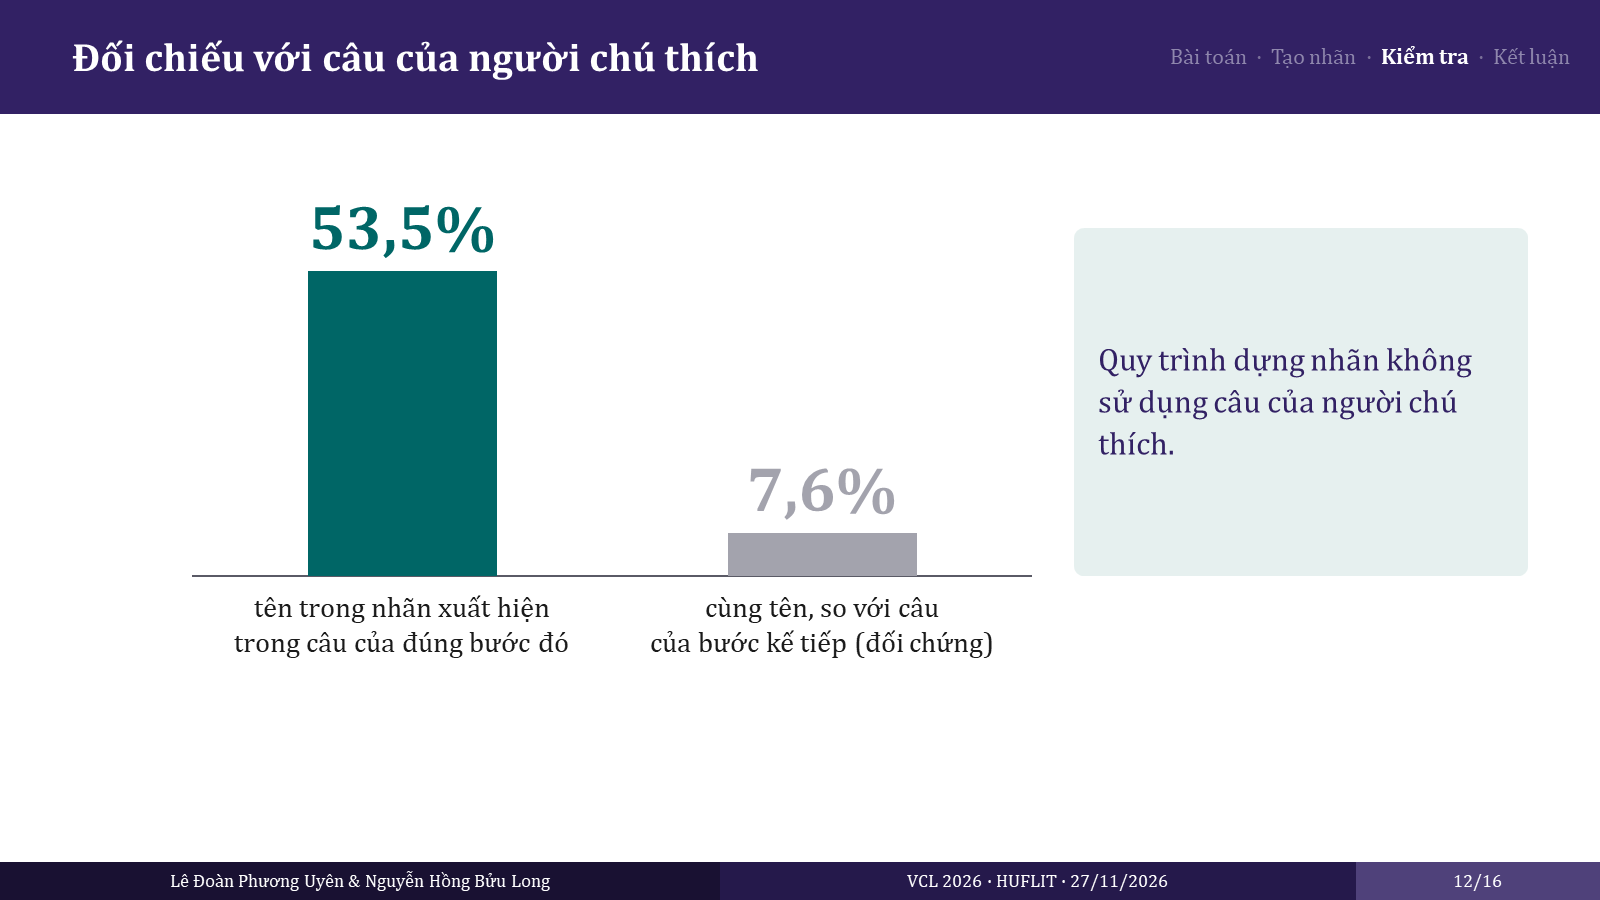 Đối chiếu với câu của người chú thích
Bài toán · Tạo nhãn · Kiểm tra · Kết luận
53,5%
7,6%
tên trong nhãn xuất hiện
trong câu của đúng bước đó
cùng tên, so với câu
của bước kế tiếp (đối chứng)
Quy trình dựng nhãn không
sử dụng câu của người chú
thích.
Lê Đoàn Phương Uyên & Nguyễn Hồng Bửu Long
VCL 2026 · HUFLIT · 27/11/2026
12/16